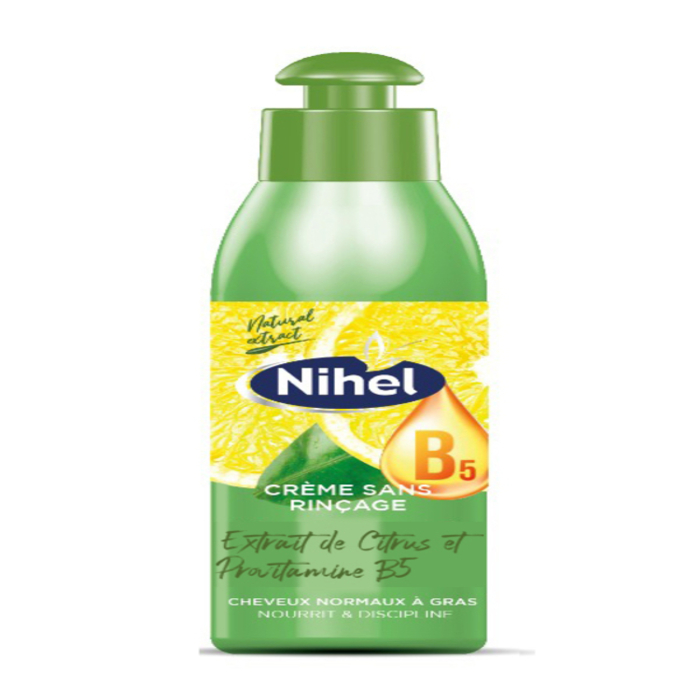 Natural
extract
Nihel
B5
CRÈME SANS
RINÇAGE
Extrait de Citrus et
Provitamine B5
CHEVEUX NORMAUX À GRAS
NOURRIT & DISCIPLINE